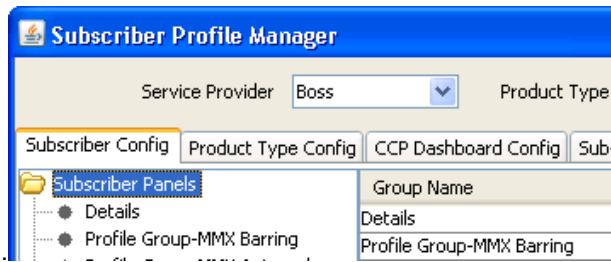 Subscriber Profile Manager
Service Provider Boss Product Type
Subscriber Config Product Type Config CCP Dashboard Config Sub
Subscriber Panels Group Name
Details Details
Profile Group-MMX Barring Profile Group-MMX Barring